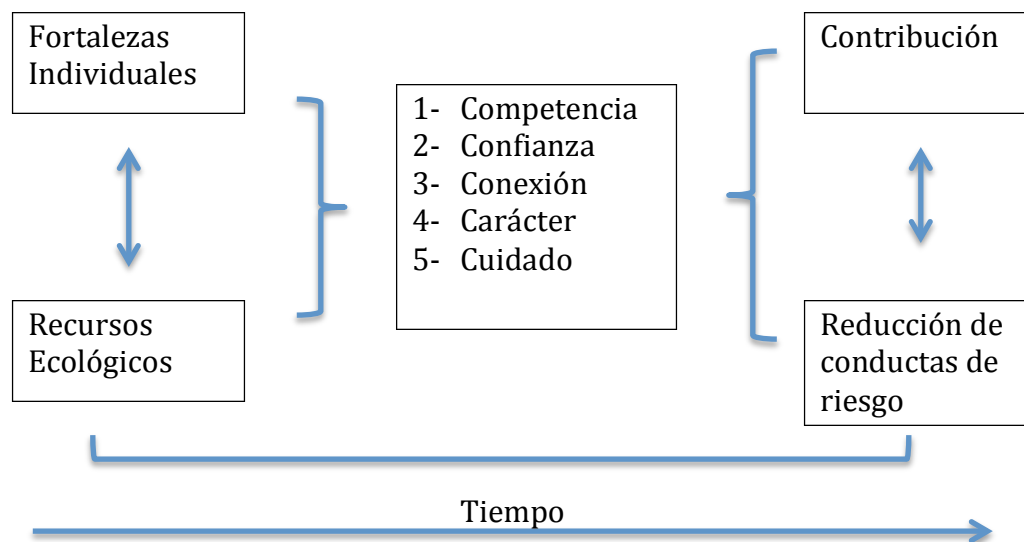 Fortalezas
Individuales
Recursos
Ecológicos
1- Competencia
2- Confianza
3- Conexión
4- Carácter
5- Cuidado
Contribución
Reducción de
conductas de
riesgo
Tiempo